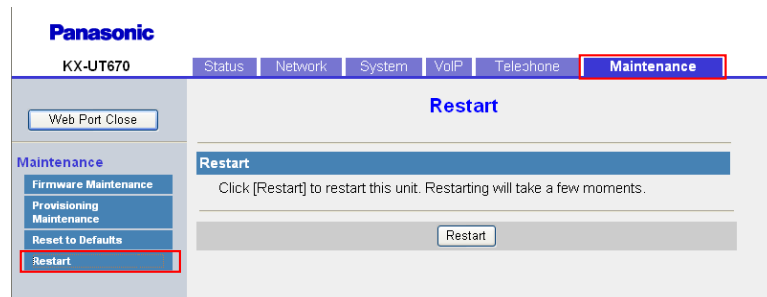 Panasonic
KX-UT670
Status Network System VoIP Telephone Maintenance
Restart
Web Port Close
Maintenance
Restart
Firmware Maintenance
Click [Restart] to restart this unit. Restarting will take a few moments.
Provisioning
Maintenance
Reset to Defaults
Restart
Restart